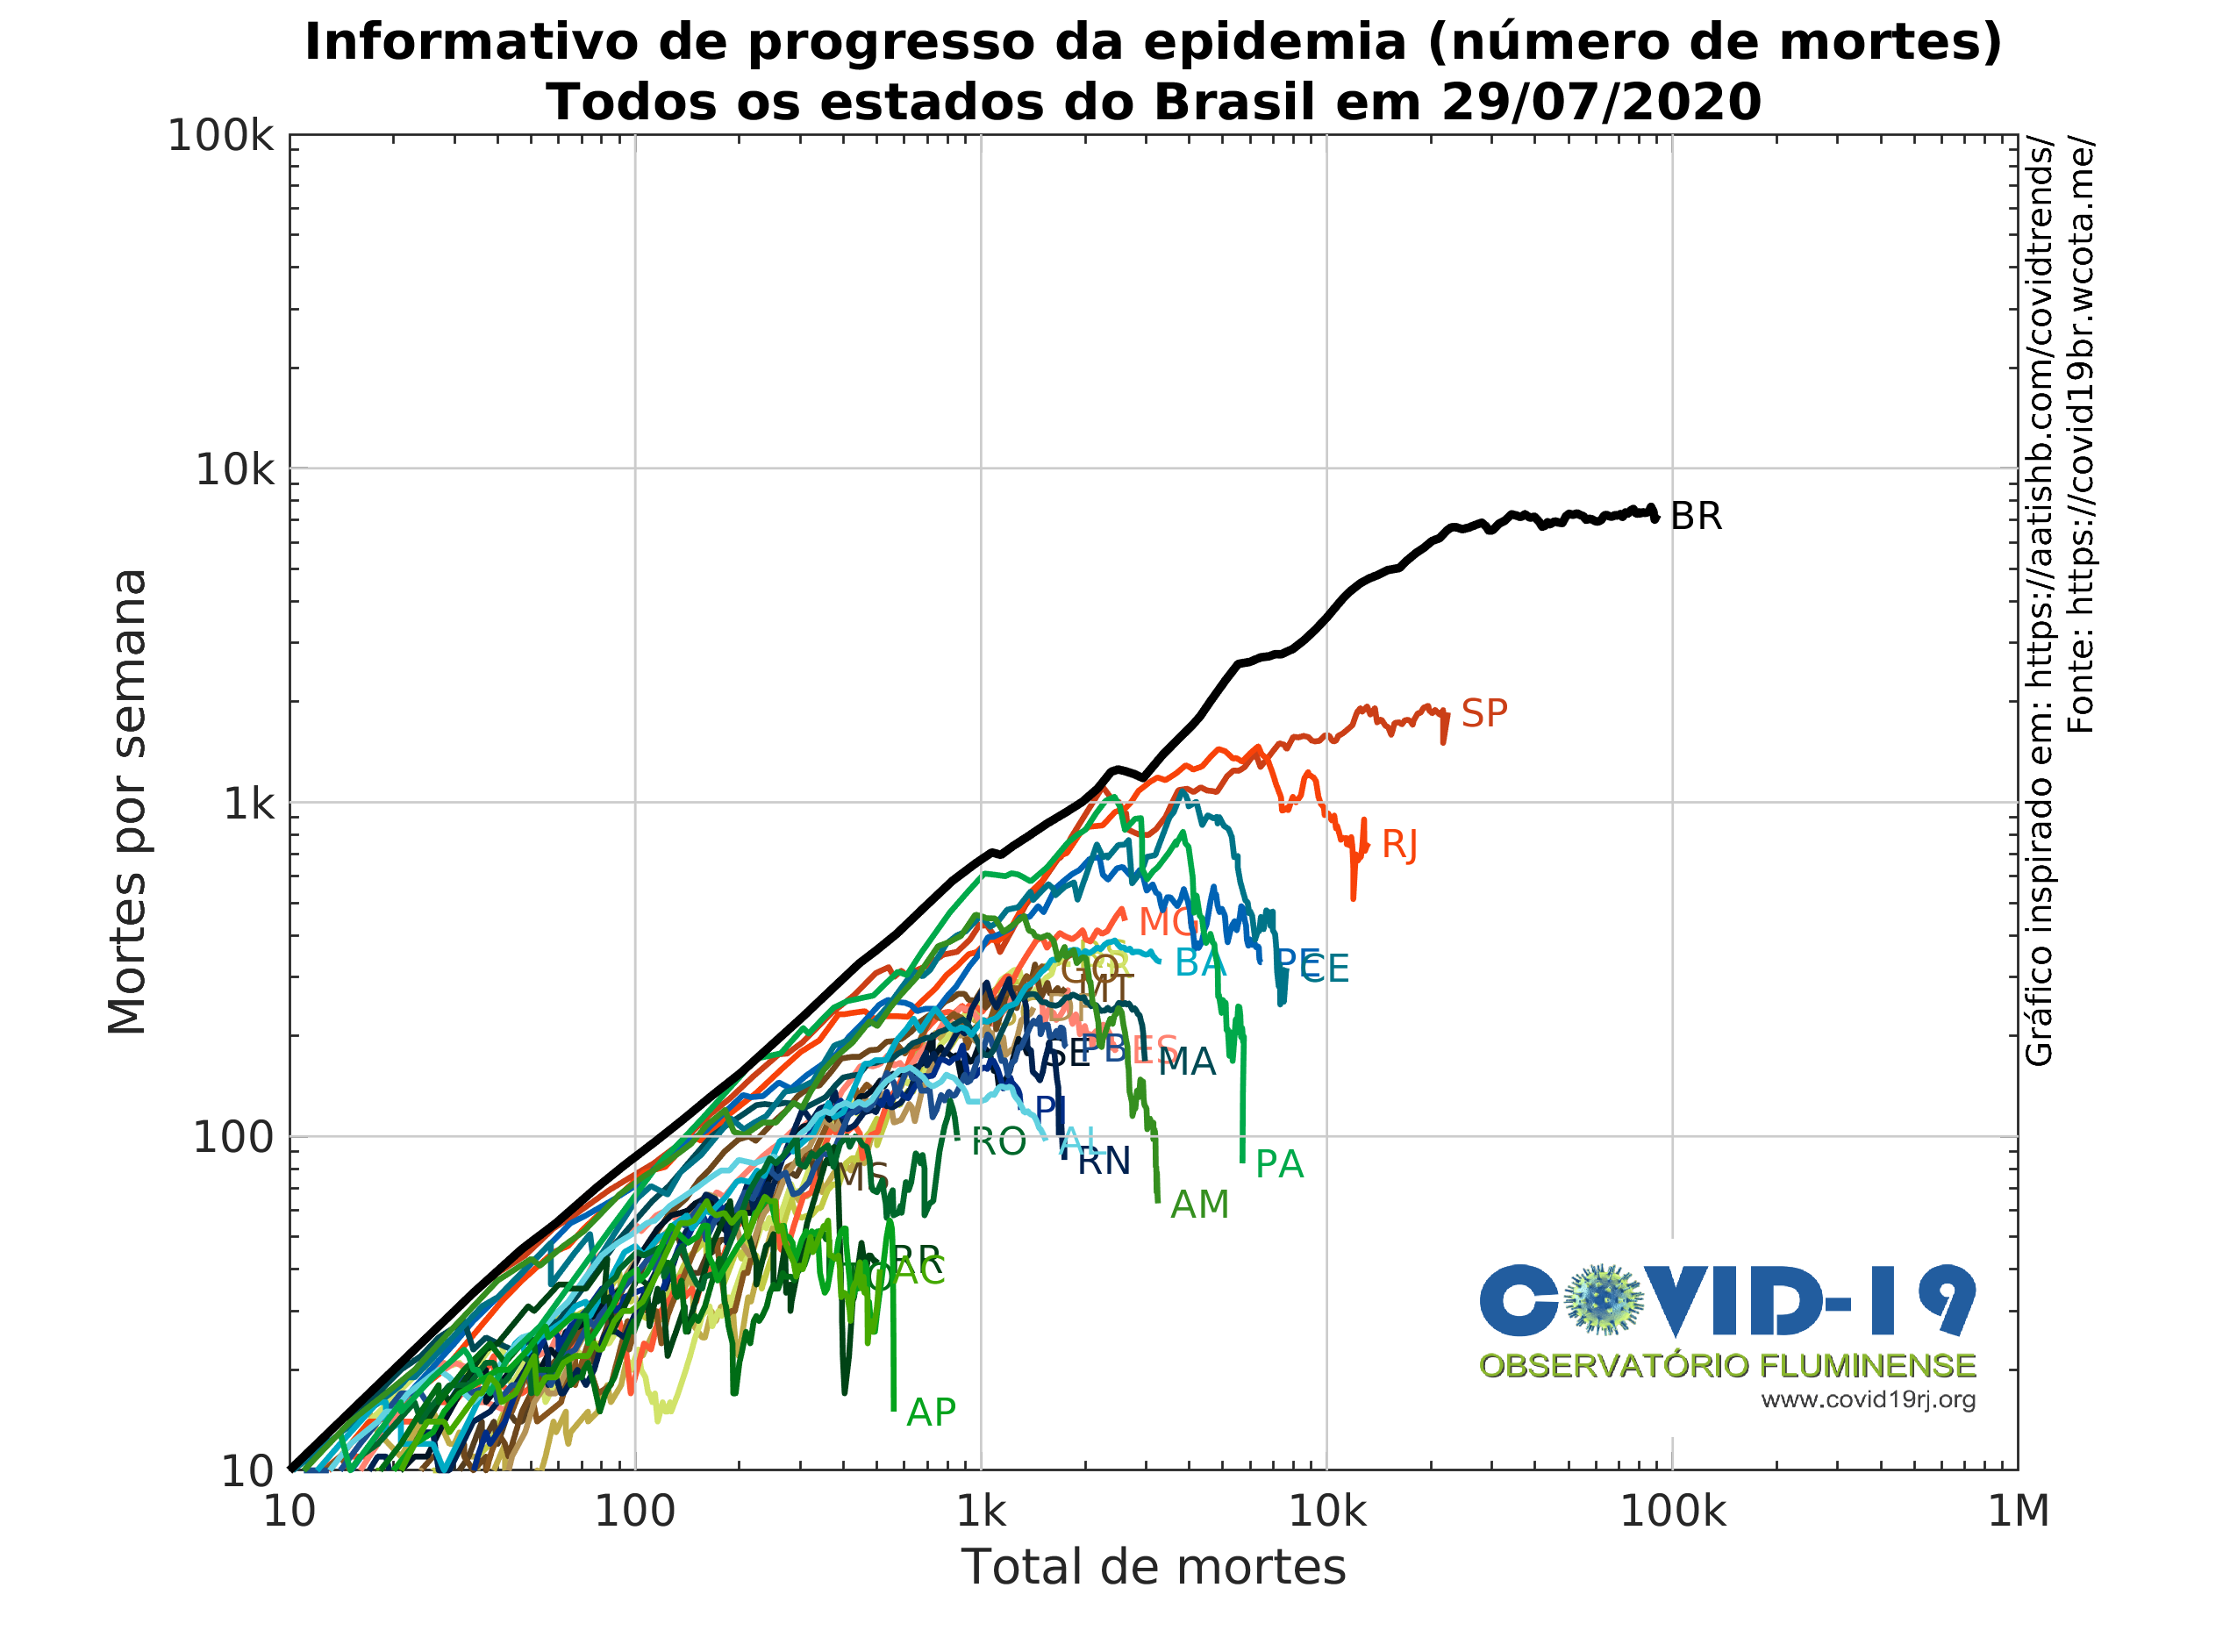 Informativo de progresso da epidemia (número de mortes)
Todos os estados do Brasil em 29/07/2020
100k
10k
1k
100
10
Mortes por semana
10
100
1k
10k
100k
1M
Total de mortes
BR
SP
RJ
MG
BA
PE
CE
GO
MT
SE
PB
ES
MA
PI
AL
RN
RO
PA
AM
MS
RR
TO
AC
AP
Gráfico inspirado em: https://aatishb.com/covidtrends/
Fonte: https://covid19br.wcota.me/
COVID-19
OBSERVATÓRIO FLUMINENSE
www.covid19rj.org